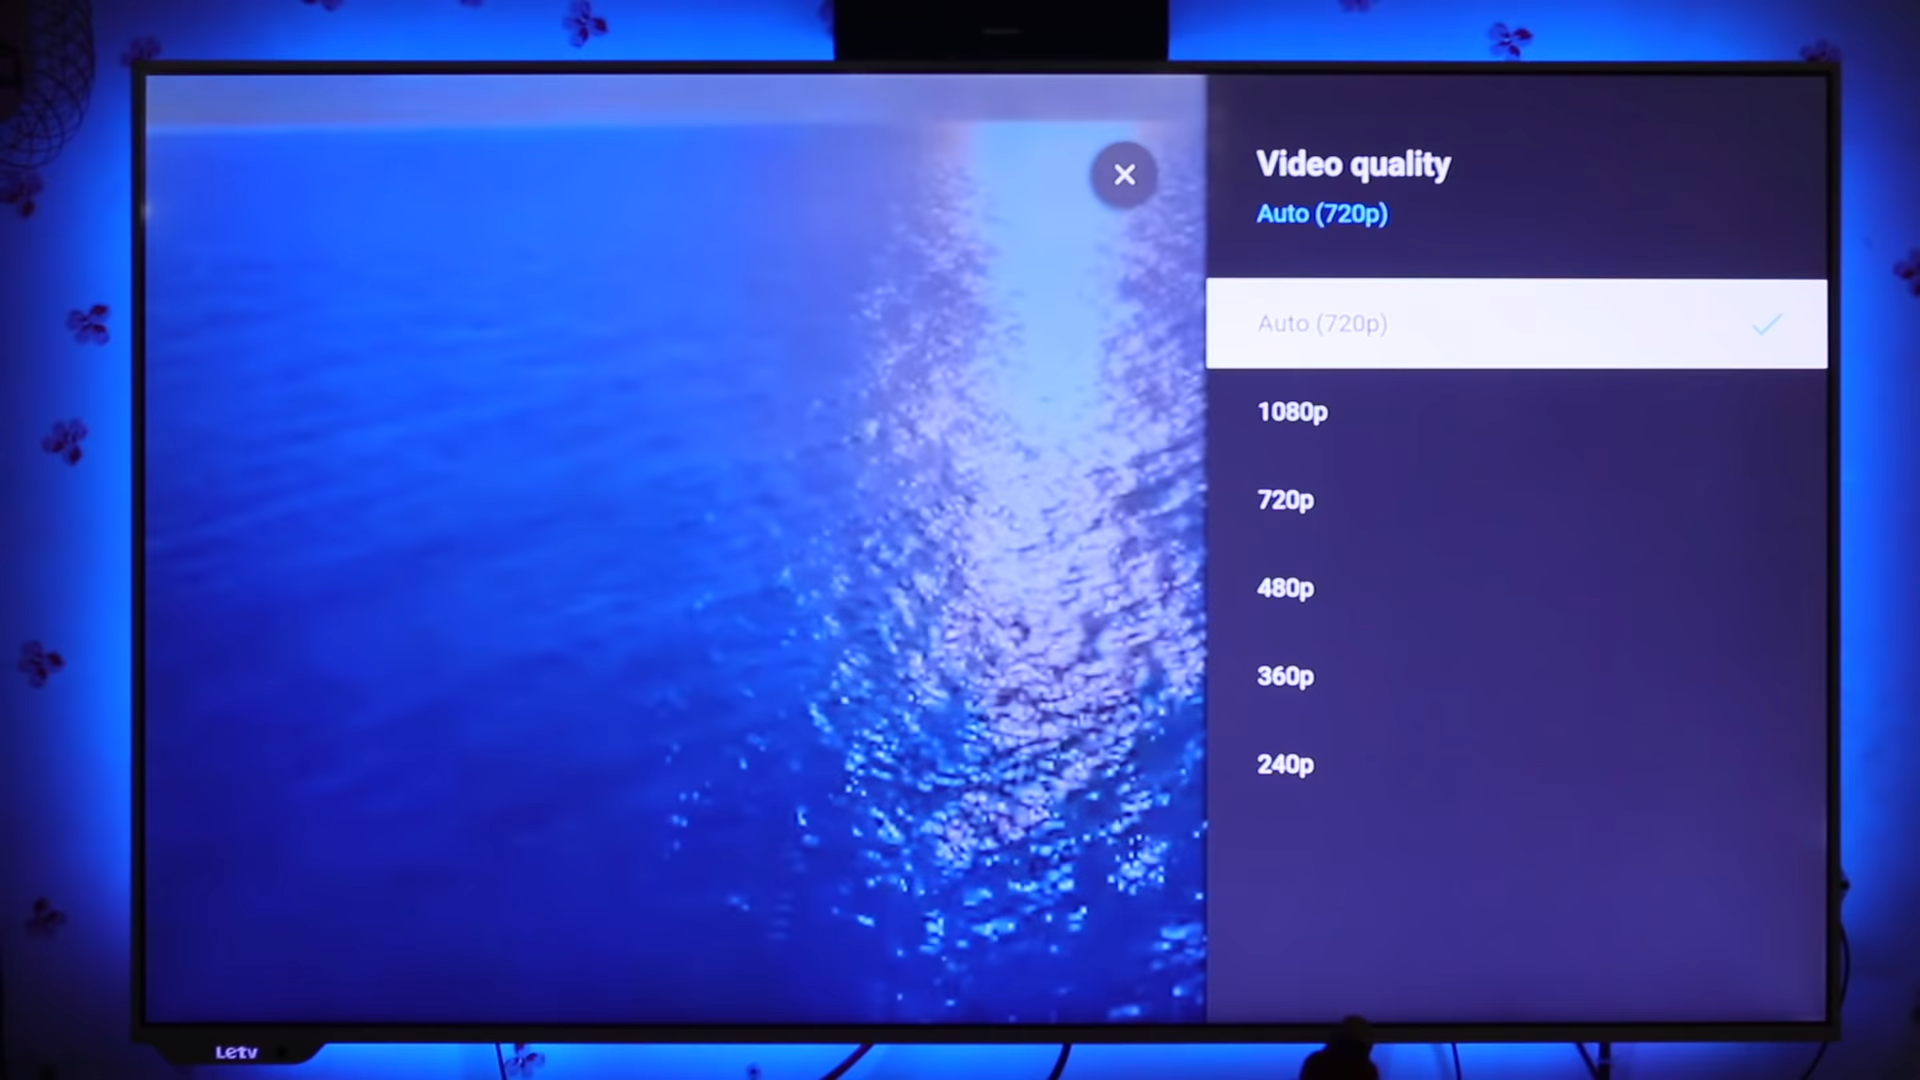 Video quality
Auto (720p)
Auto (720p)
1080p
720p
480p
360p
240p
Letv